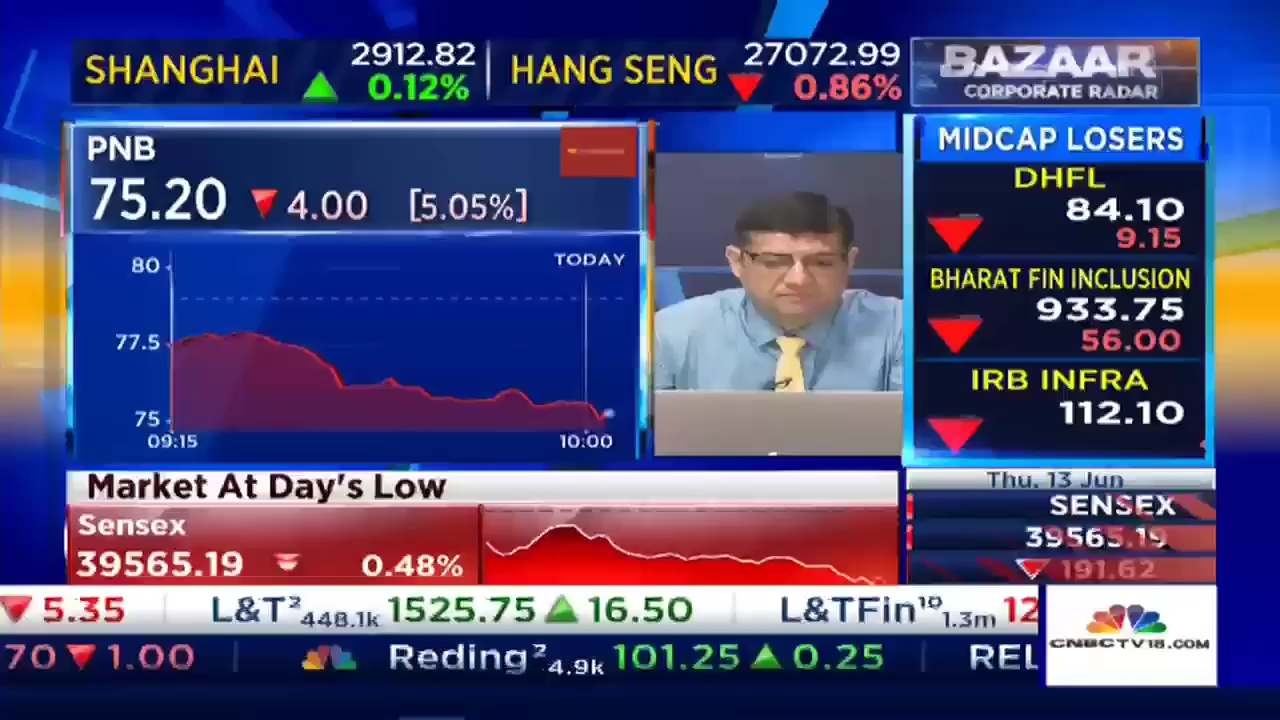 SHANGHAI 2912.82 0.12%
HANG SENG 27072.99 0.86%
BAZAAR
CORPORATE RADAR
PNB
75.20 4.00 [5.05%]
TODAY
80
77.5
75
09:15 10:00
MIDCAP LOSERS
DHFL
84.10
9.15
BHARAT FIN INCLUSION
933.75
56.00
IRB INFRA
112.10
Market At Day's Low
Sensex
39565.19 0.48%
Thu, 13 Jun
SENSEX
39565.19
191.62
5.35 L&T² 448.1k 1525.75 16.50 L&TFin¹⁰ 1.3m 12
70 1.00 Reding² 4.9k 101.25 0.25 REL
CNBCTV18.COM